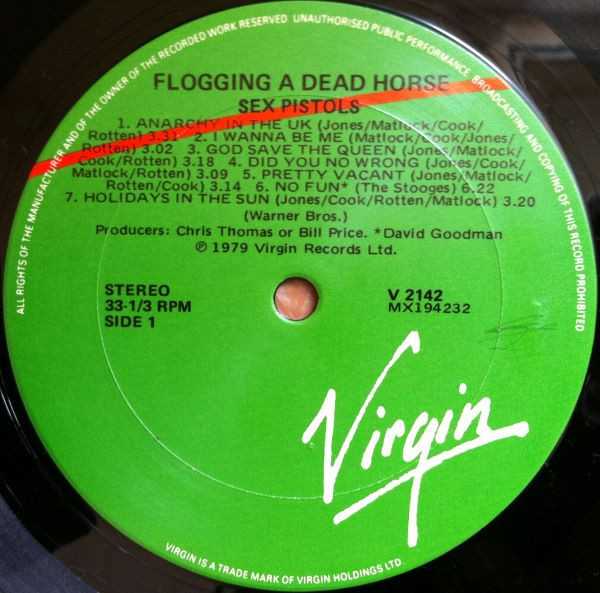 ALL RIGHTS OF THE MANUFACTURER AND OF THE OWNER OF THE RECORDED WORK RESERVED UNAUTHORISED PUBLIC PERFORMANCE BROADCASTING AND COPYING OF THIS RECORD PROHIBITED
FLOGGING A DEAD HORSE
SEX PISTOLS
1. ANARCHY IN THE UK (Jones/Matlock/Cook/
Rotten) 3.31 2. I WANNA BE ME (Matlock/Cook/Jones/
Rotten) 3.02 3. GOD SAVE THE QUEEN (Jones/Matlock/
Cook/Rotten) 3.18 4. DID YOU NO WRONG (Jones/Cook/
Matlock/Rotten) 3.09 5. PRETTY VACANT (Jones/Matlock/
Rotten/Cook) 3.14 6. NO FUN* (The Stooges) 6.22
7. HOLIDAYS IN THE SUN (Jones/Cook/Rotten/Matlock) 3.20
(Warner Bros.)
Producers: Chris Thomas or Bill Price. *David Goodman
℗ 1979 Virgin Records Ltd.
STEREO
33-1/3 RPM
SIDE 1
V 2142
MX194232
Virgin
VIRGIN IS A TRADE MARK OF VIRGIN HOLDINGS LTD.